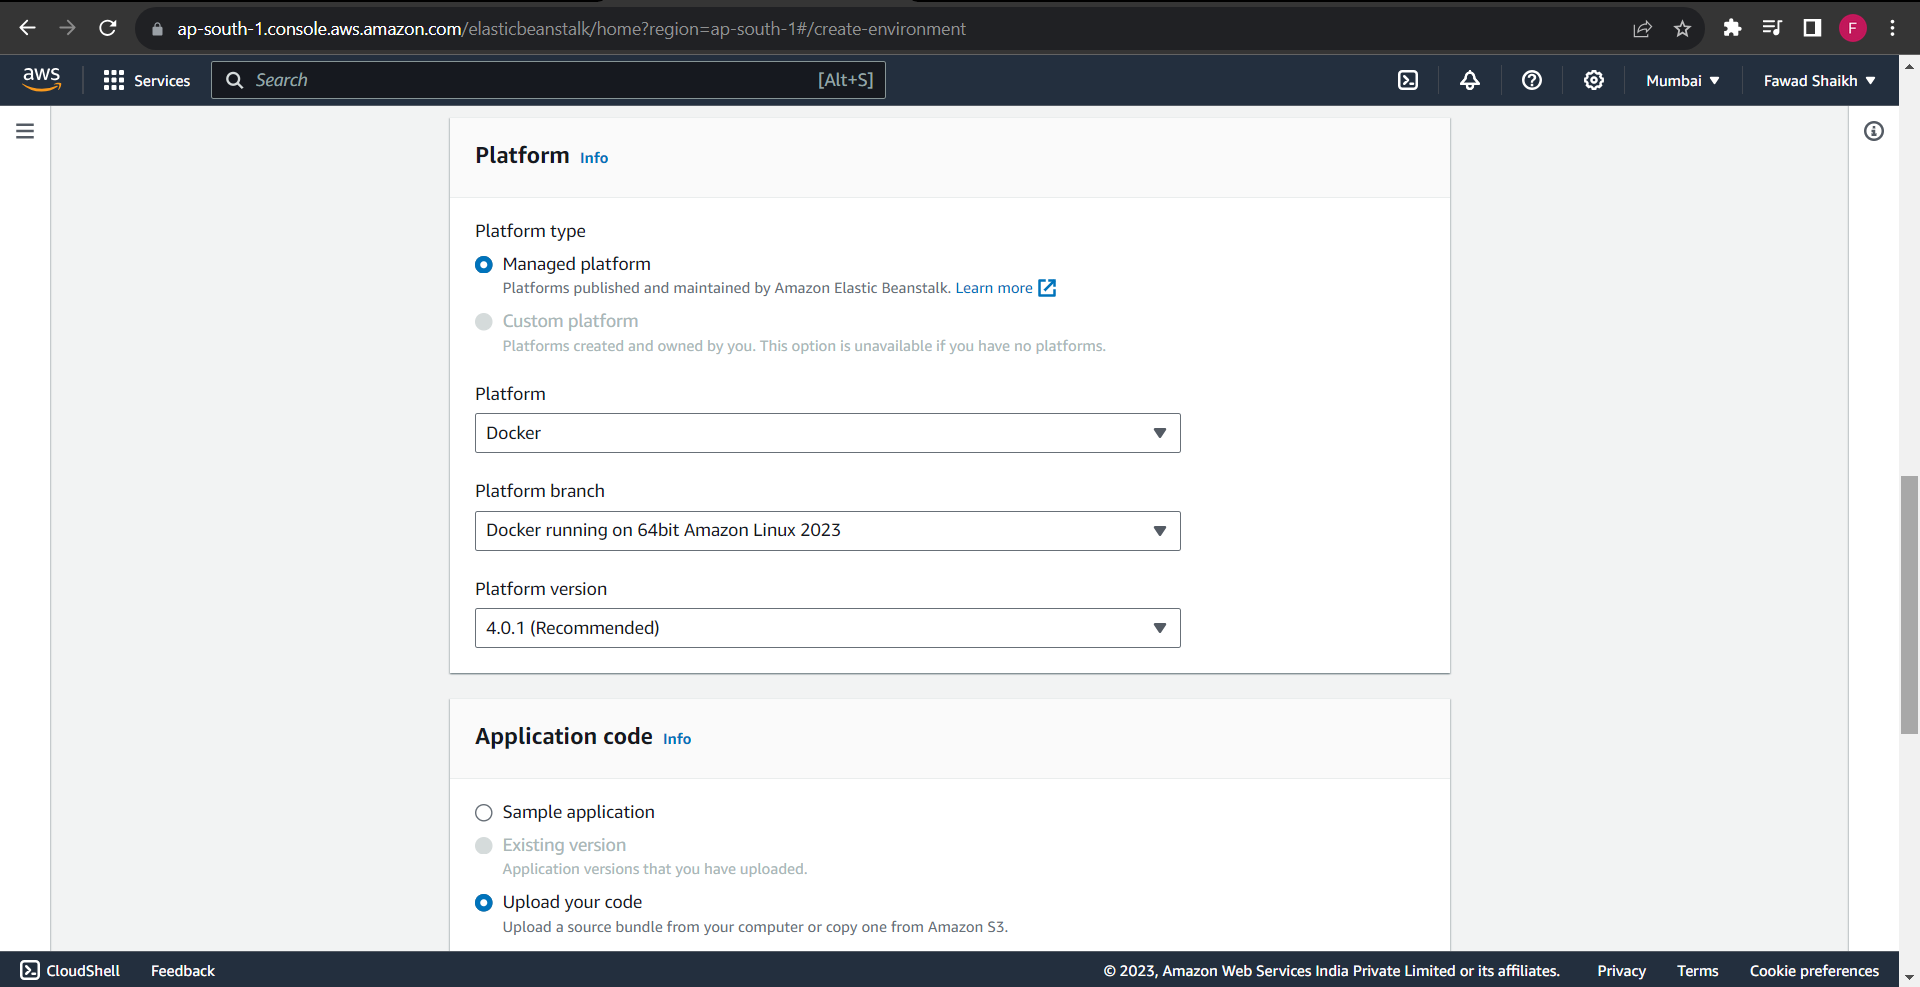 ap-south-1.console.aws.amazon.com/elasticbeanstalk/home?region=ap-south-1#/create-environment
F
aws
Services
Search
[Alt+S]
Mumbai
Fawad Shaikh
Platform Info
Platform type
Managed platform
Platforms published and maintained by Amazon Elastic Beanstalk. Learn more
Custom platform
Platforms created and owned by you. This option is unavailable if you have no platforms.
Platform
Docker
Platform branch
Docker running on 64bit Amazon Linux 2023
Platform version
4.0.1 (Recommended)
Application code Info
Sample application
Existing version
Application versions that you have uploaded.
Upload your code
Upload a source bundle from your computer or copy one from Amazon S3.
CloudShell
Feedback
© 2023, Amazon Web Services India Private Limited or its affiliates.
Privacy
Terms
Cookie preferences